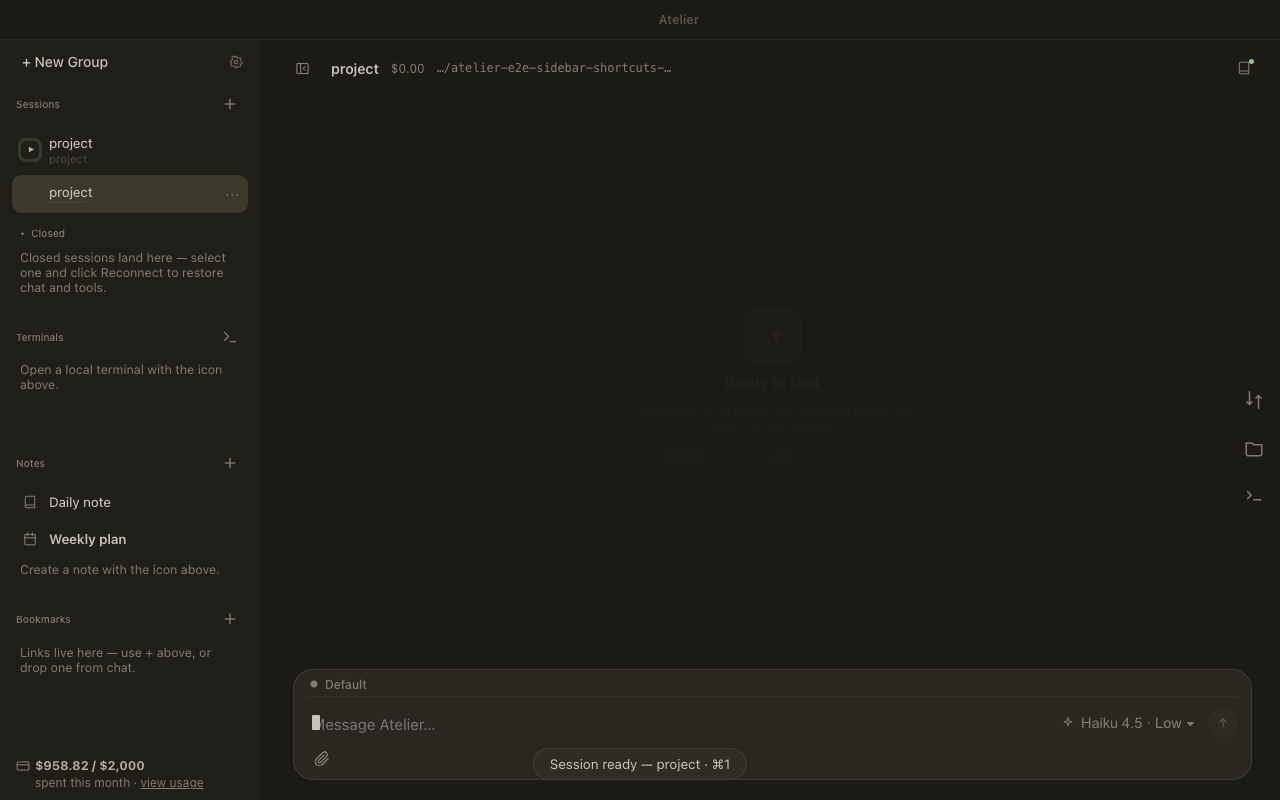 Atelier
+ New Group
Sessions
project
project
project
Closed
Closed sessions land here — select
one and click Reconnect to restore
chat and tools.
Terminals
Open a local terminal with the icon
above.
Notes
Daily note
Weekly plan
Create a note with the icon above.
Bookmarks
Links live here — use + above, or
drop one from chat.
$958.82 / $2,000
spent this month · view usage
project $0.00 …/atelier-e2e-sidebar-shortcuts-…
Ready to chat
Default
Message Atelier...
Haiku 4.5 · Low
Session ready — project · ⌘1